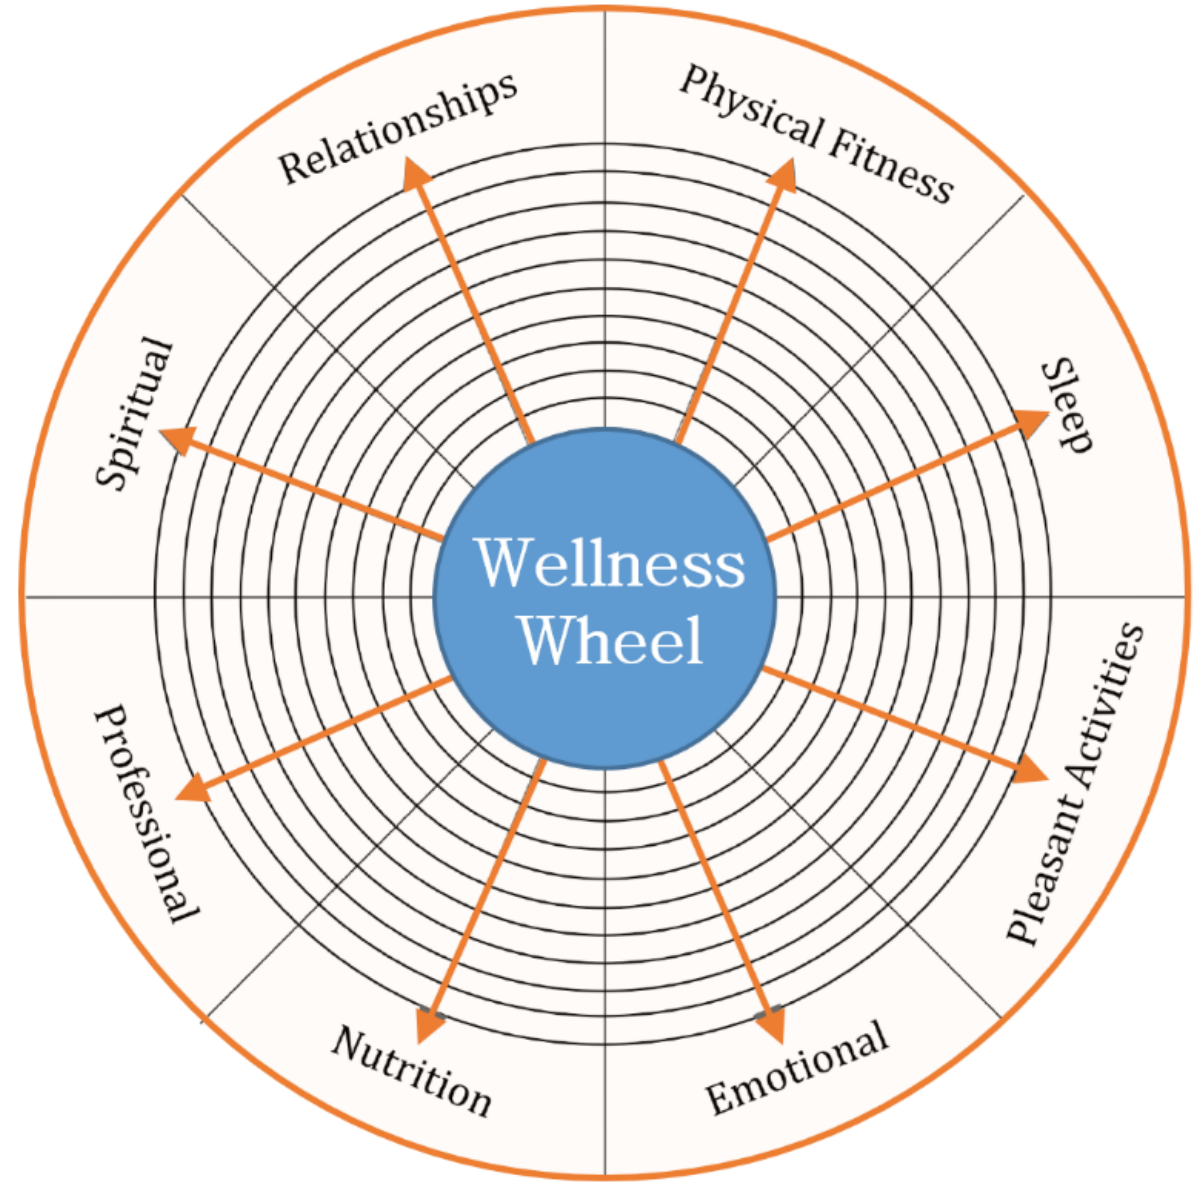 Wellness
Wheel
Physical Fitness
Sleep
Pleasant Activities
Emotional
Nutrition
Professional
Spiritual
Relationships